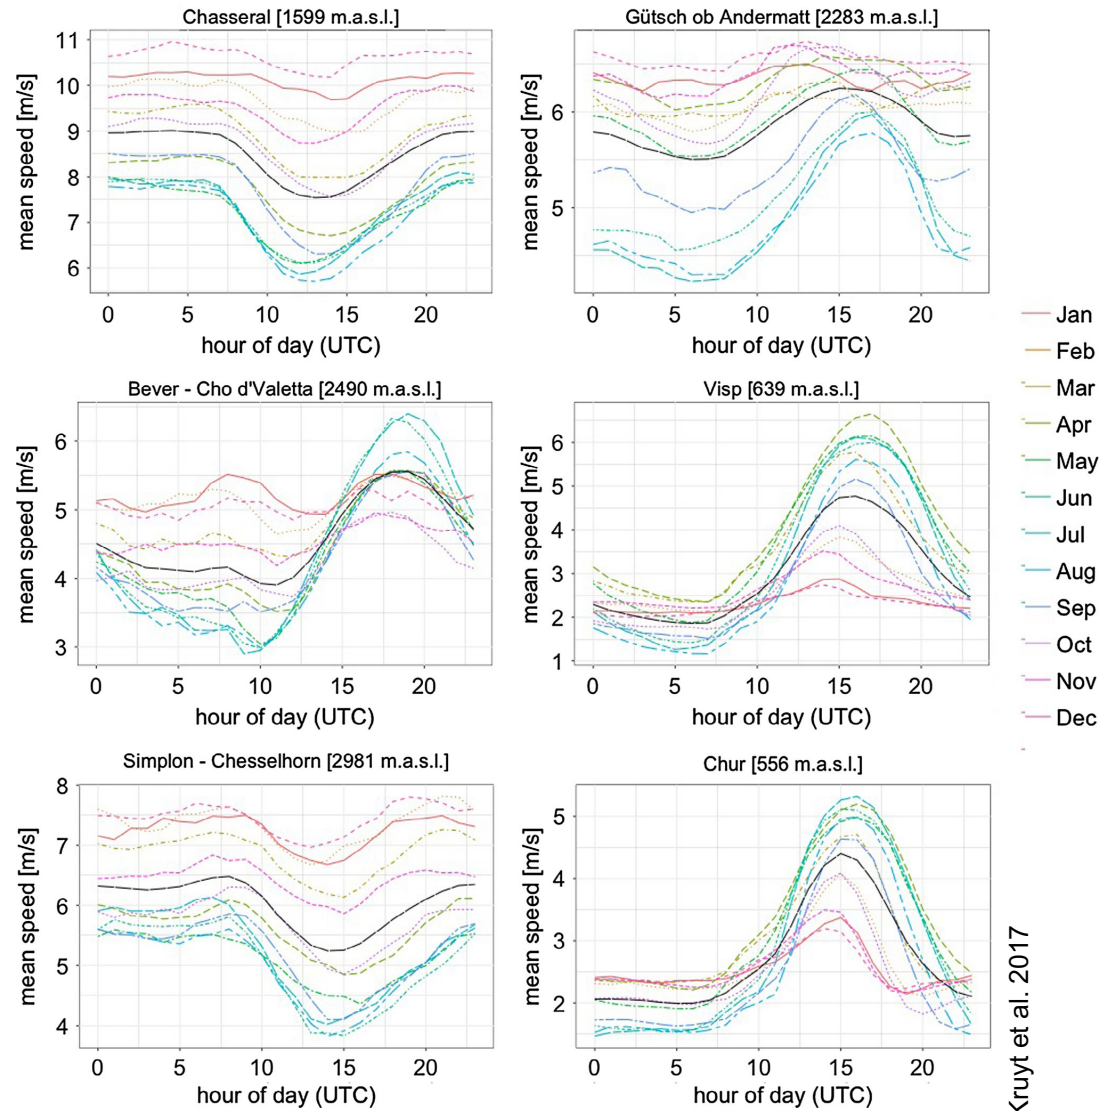 Chasseral [1599 m.a.s.l.]
11
10
9
8
7
6
mean speed [m/s]
0 5 10 15 20
hour of day (UTC)
Gütsch ob Andermatt [2283 m.a.s.l.]
6
5
mean speed [m/s]
0 5 10 15 20
hour of day (UTC)
Bever - Cho d'Valetta [2490 m.a.s.l.]
6
5
4
3
mean speed [m/s]
0 5 10 15 20
hour of day (UTC)
Visp [639 m.a.s.l.]
6
5
4
3
2
1
mean speed [m/s]
0 5 10 15 20
hour of day (UTC)
Simplon - Chesselhorn [2981 m.a.s.l.]
8
7
6
5
4
mean speed [m/s]
0 5 10 15 20
hour of day (UTC)
Chur [556 m.a.s.l.]
5
4
3
2
mean speed [m/s]
0 5 10 15 20
hour of day (UTC)
Jan
Feb
Mar
Apr
May
Jun
Jul
Aug
Sep
Oct
Nov
Dec
Kruyt et al. 2017